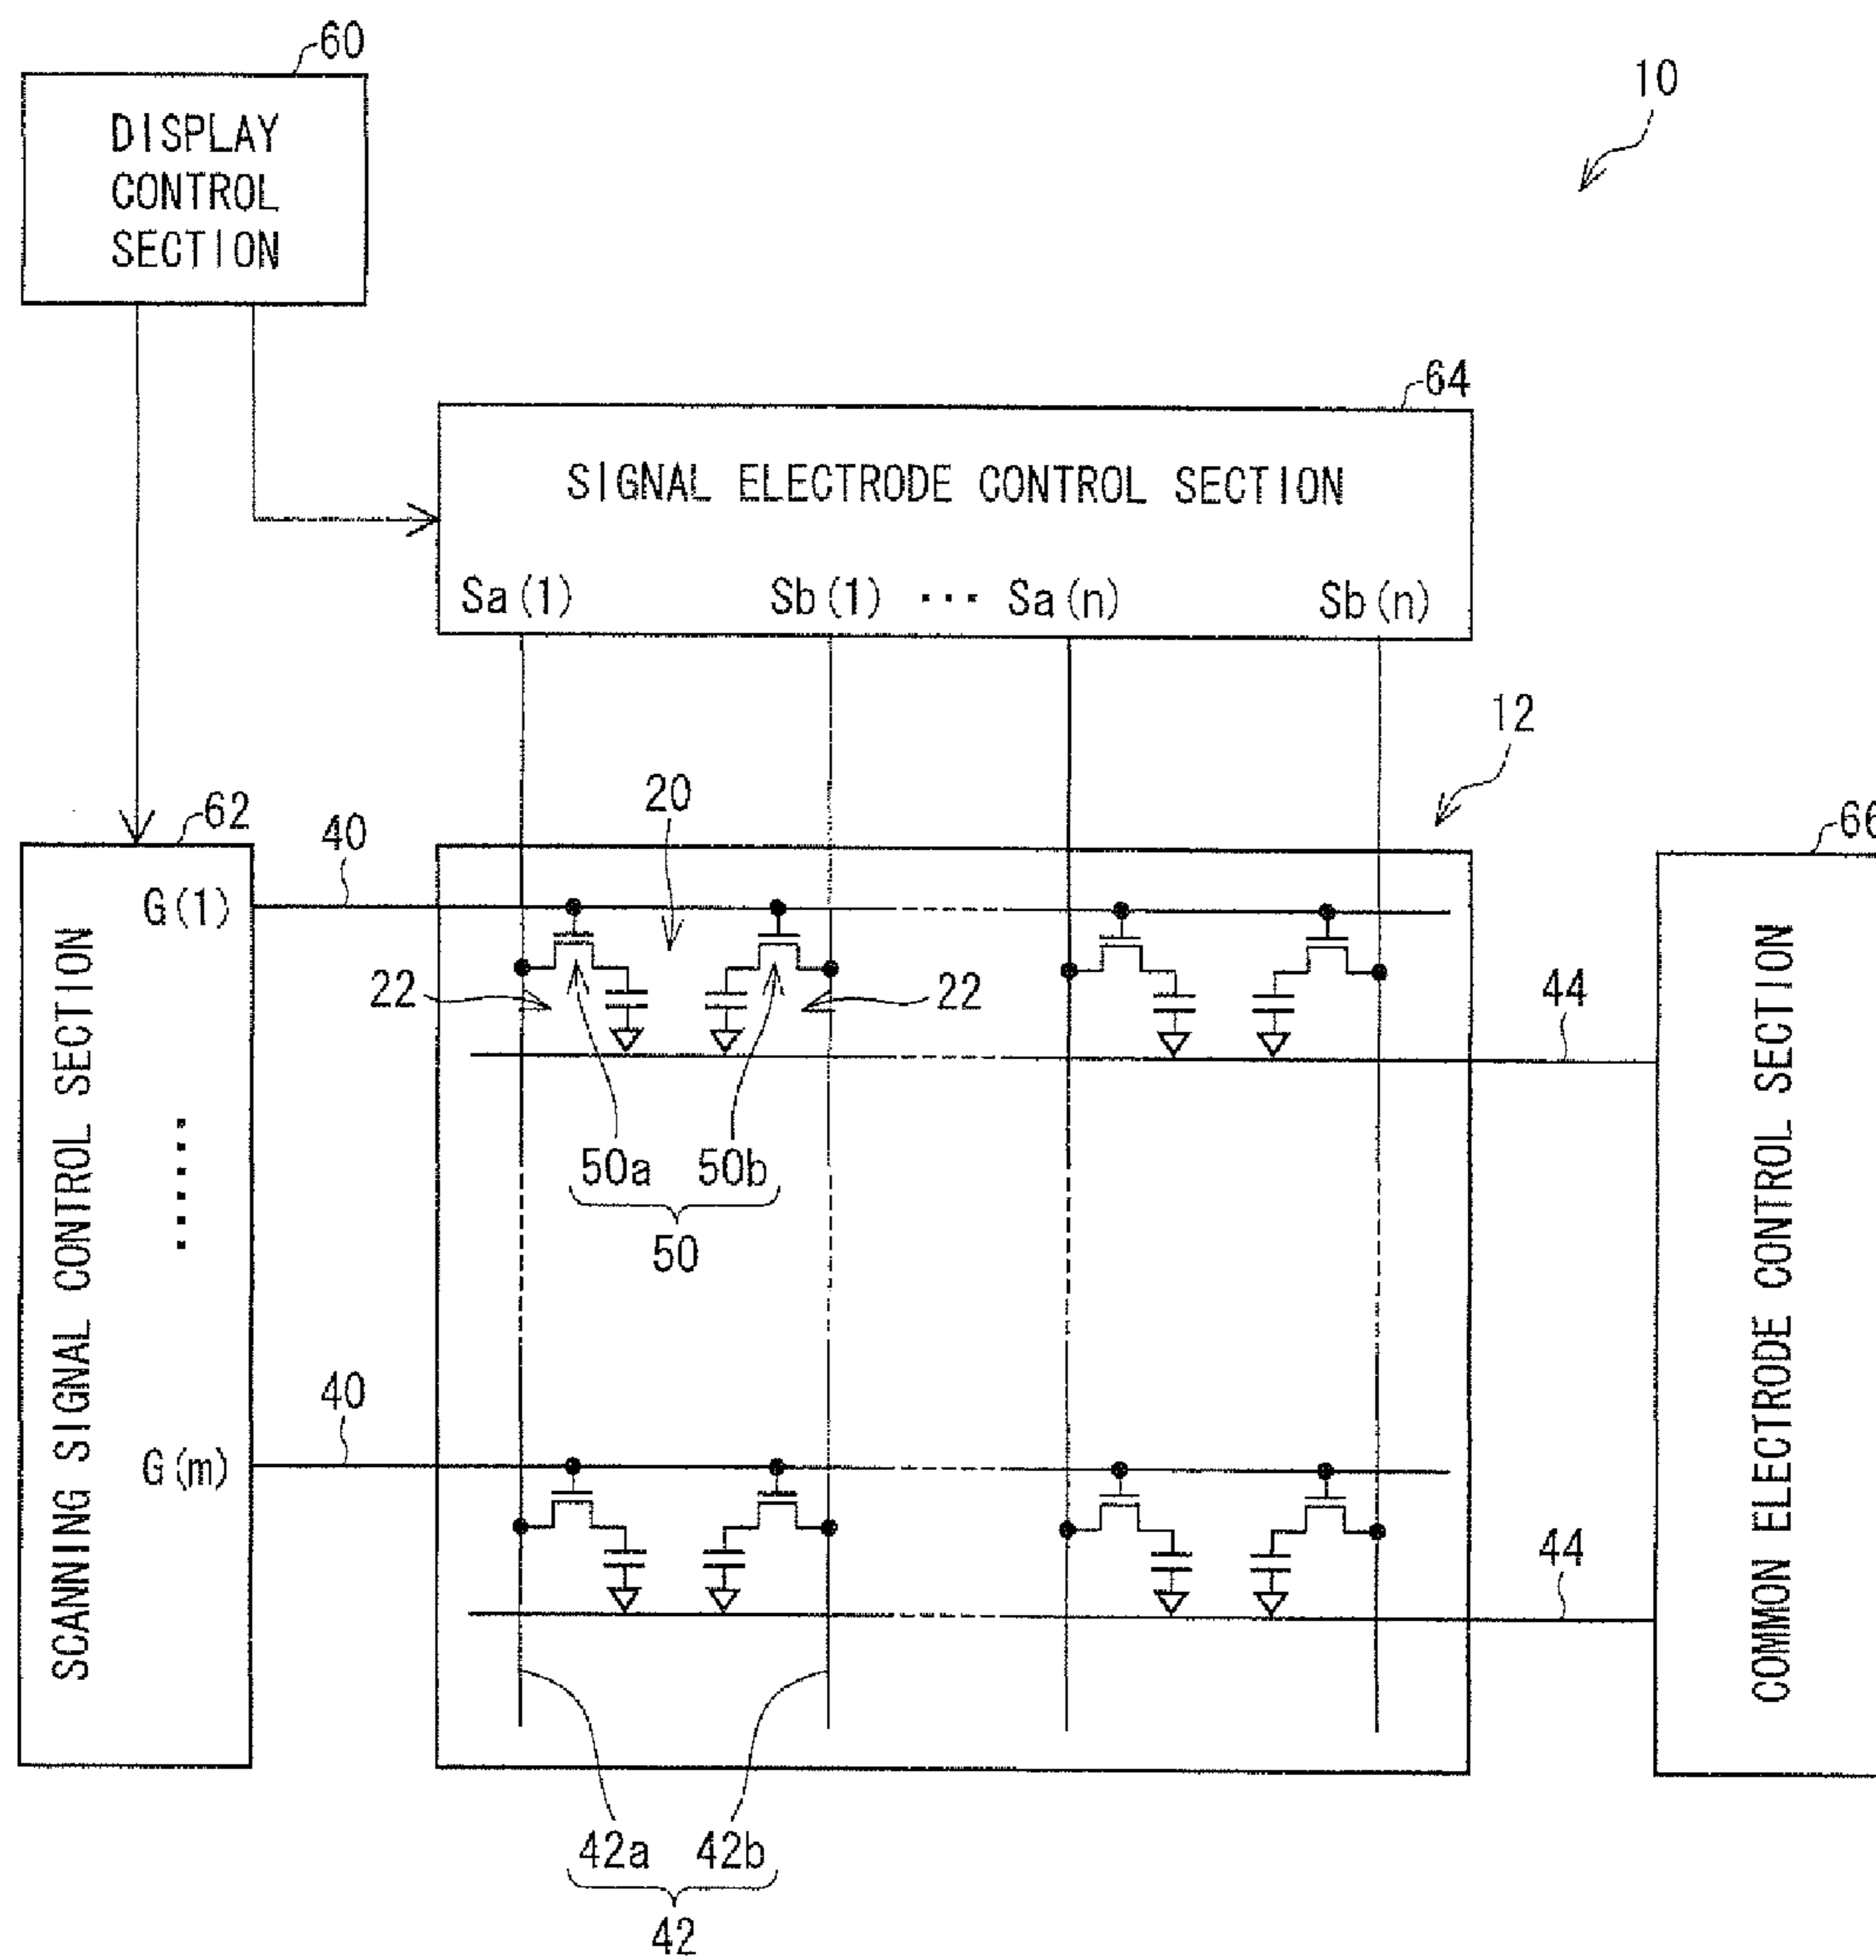 60
10
DISPLAY
CONTROL
SECTION
64
SIGNAL ELECTRODE CONTROL SECTION
Sa(1) Sb(1) ··· Sa(n) Sb(n)
12
20
62
40
66
G(1)
22
22
44
50a 50b
50
SCANNING SIGNAL CONTROL SECTION
COMMON ELECTRODE CONTROL SECTION
40
G(m)
44
42a 42b
42